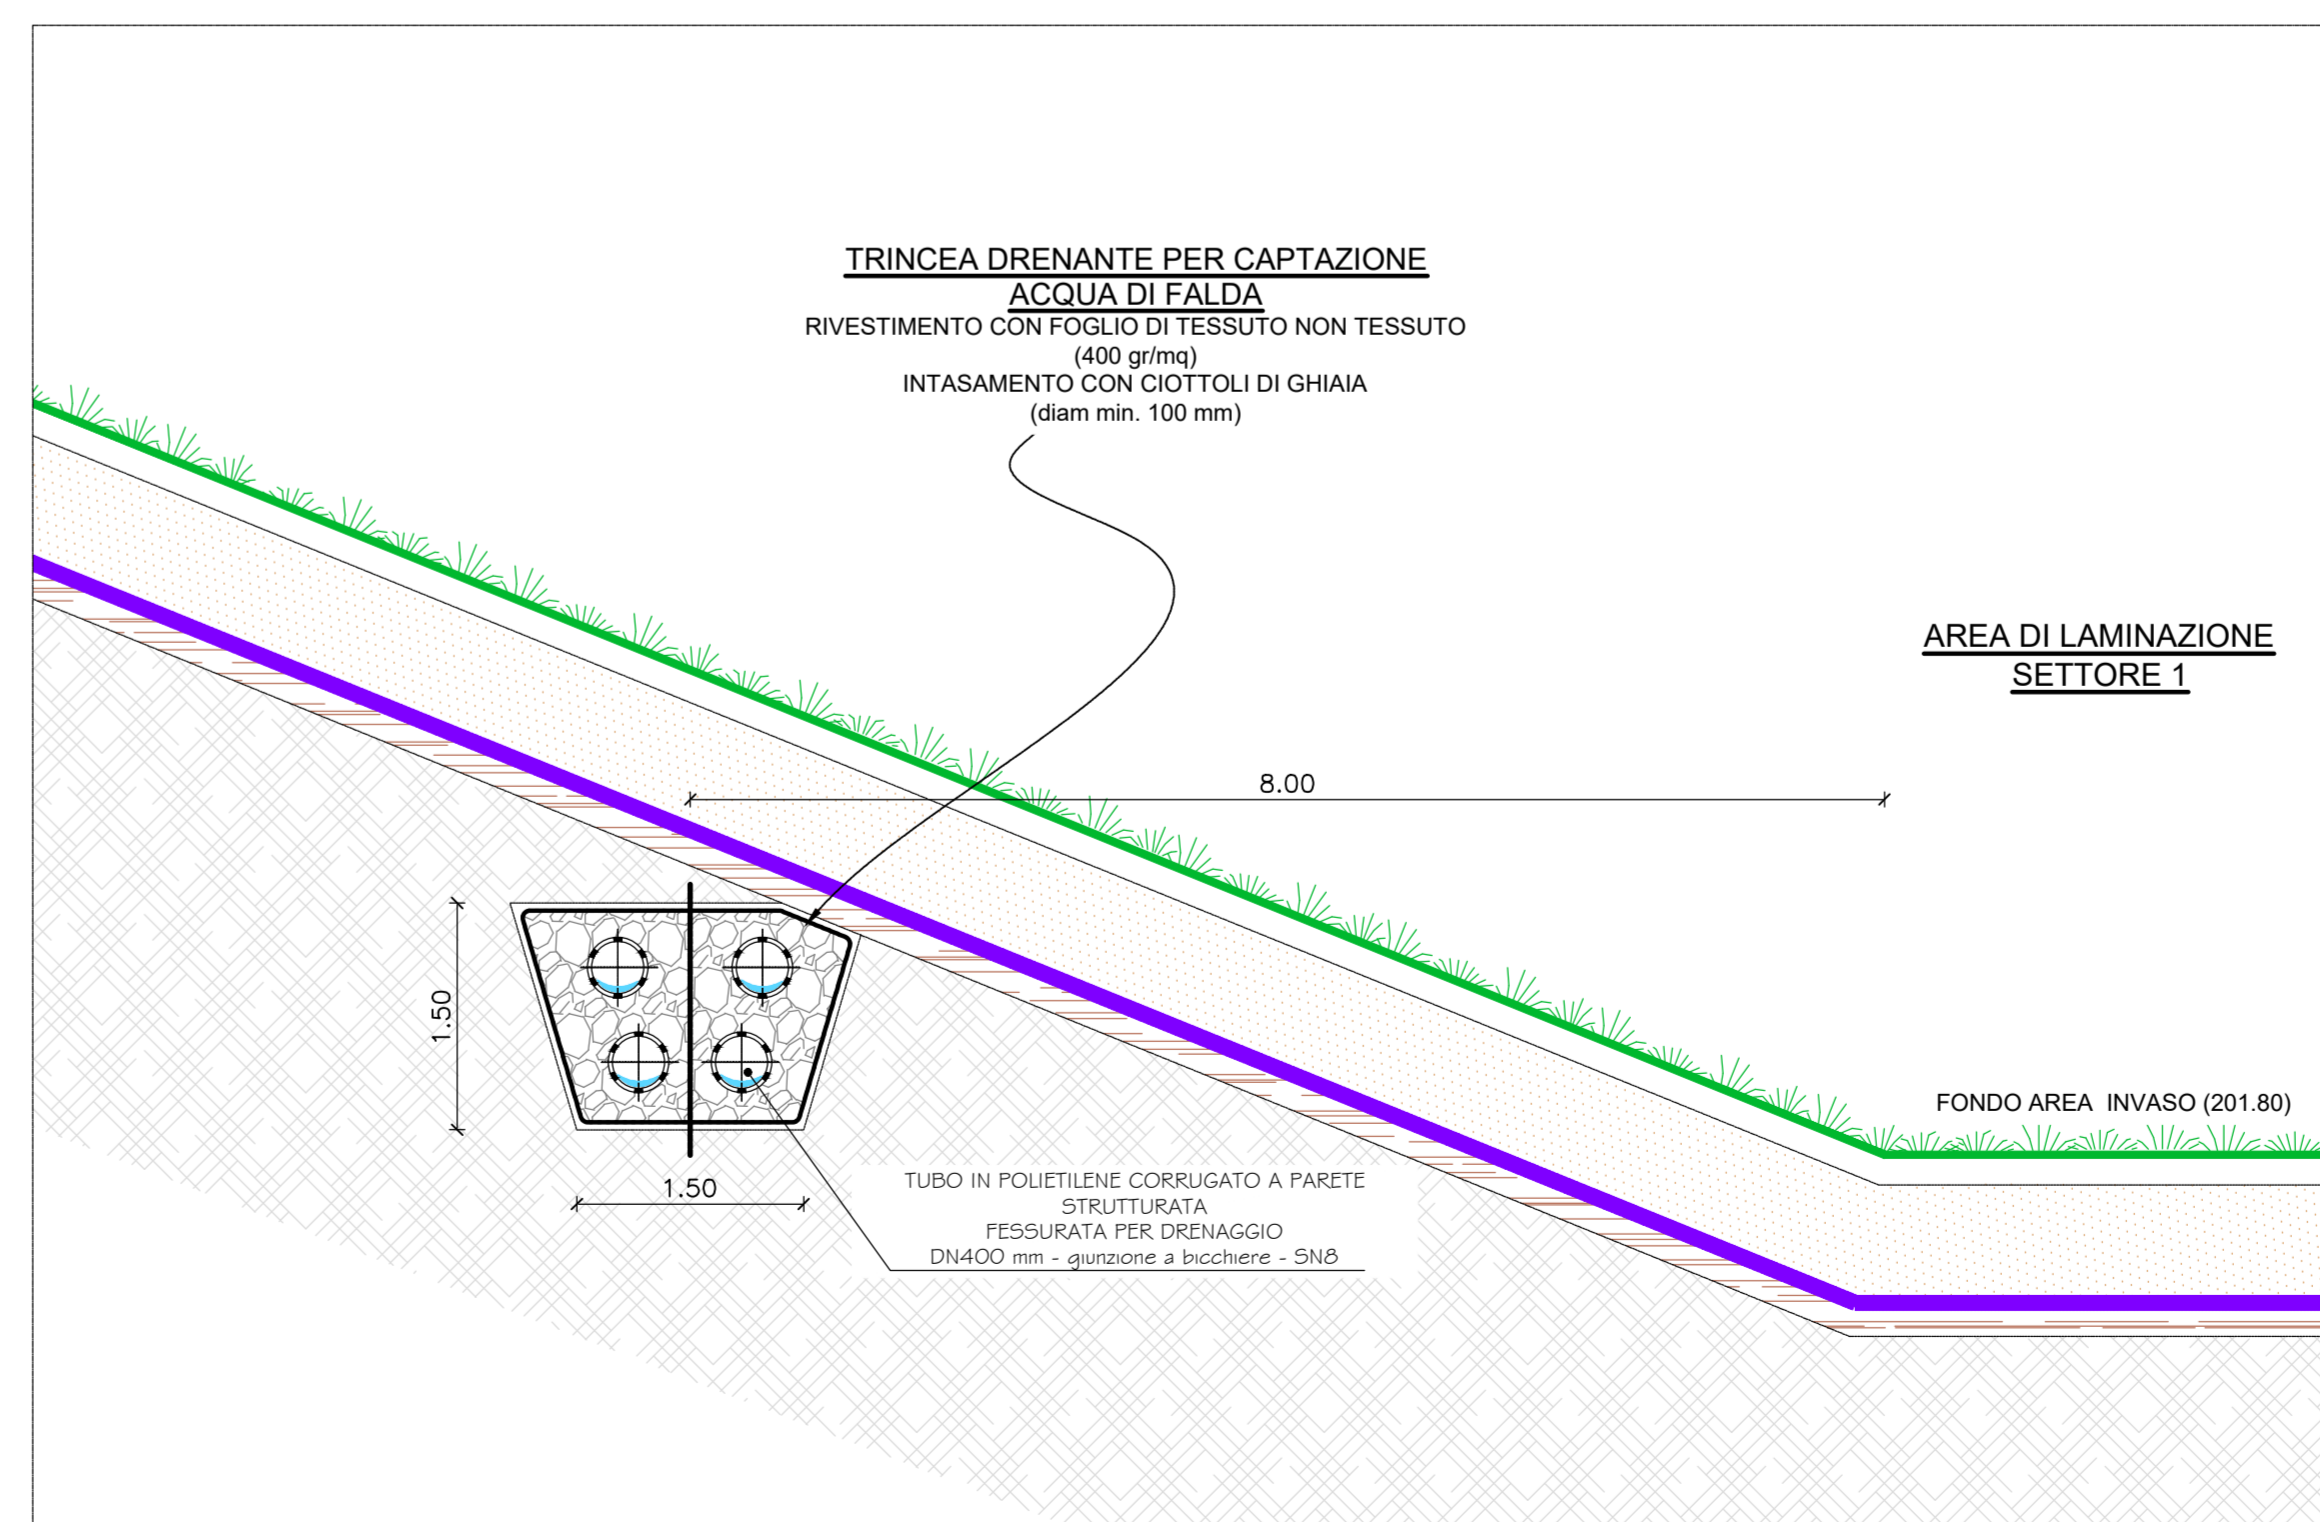 TRINCEA DRENANTE PER CAPTAZIONE
ACQUA DI FALDA
RIVESTIMENTO CON FOGLIO DI TESSUTO NON TESSUTO
(400 gr/mq)
INTASAMENTO CON CIOTTOLI DI GHIAIA
(diam min. 100 mm)
AREA DI LAMINAZIONE
SETTORE 1
8.00
1.50
FONDO AREA INVASO (201.80)
1.50
TUBO IN POLIETILENE CORRUGATO A PARETE
STRUTTURATA
FESSURATA PER DRENAGGIO
DN400 mm - giunzione a bicchiere - SN8